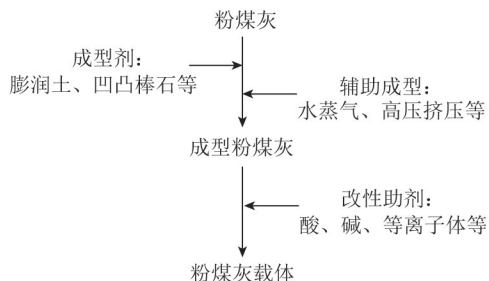 粉煤灰
成型剂：
膨润土、凹凸棒石等
辅助成型：
水蒸气、高压挤压等
成型粉煤灰
改性助剂：
酸、碱、等离子体等
粉煤灰载体